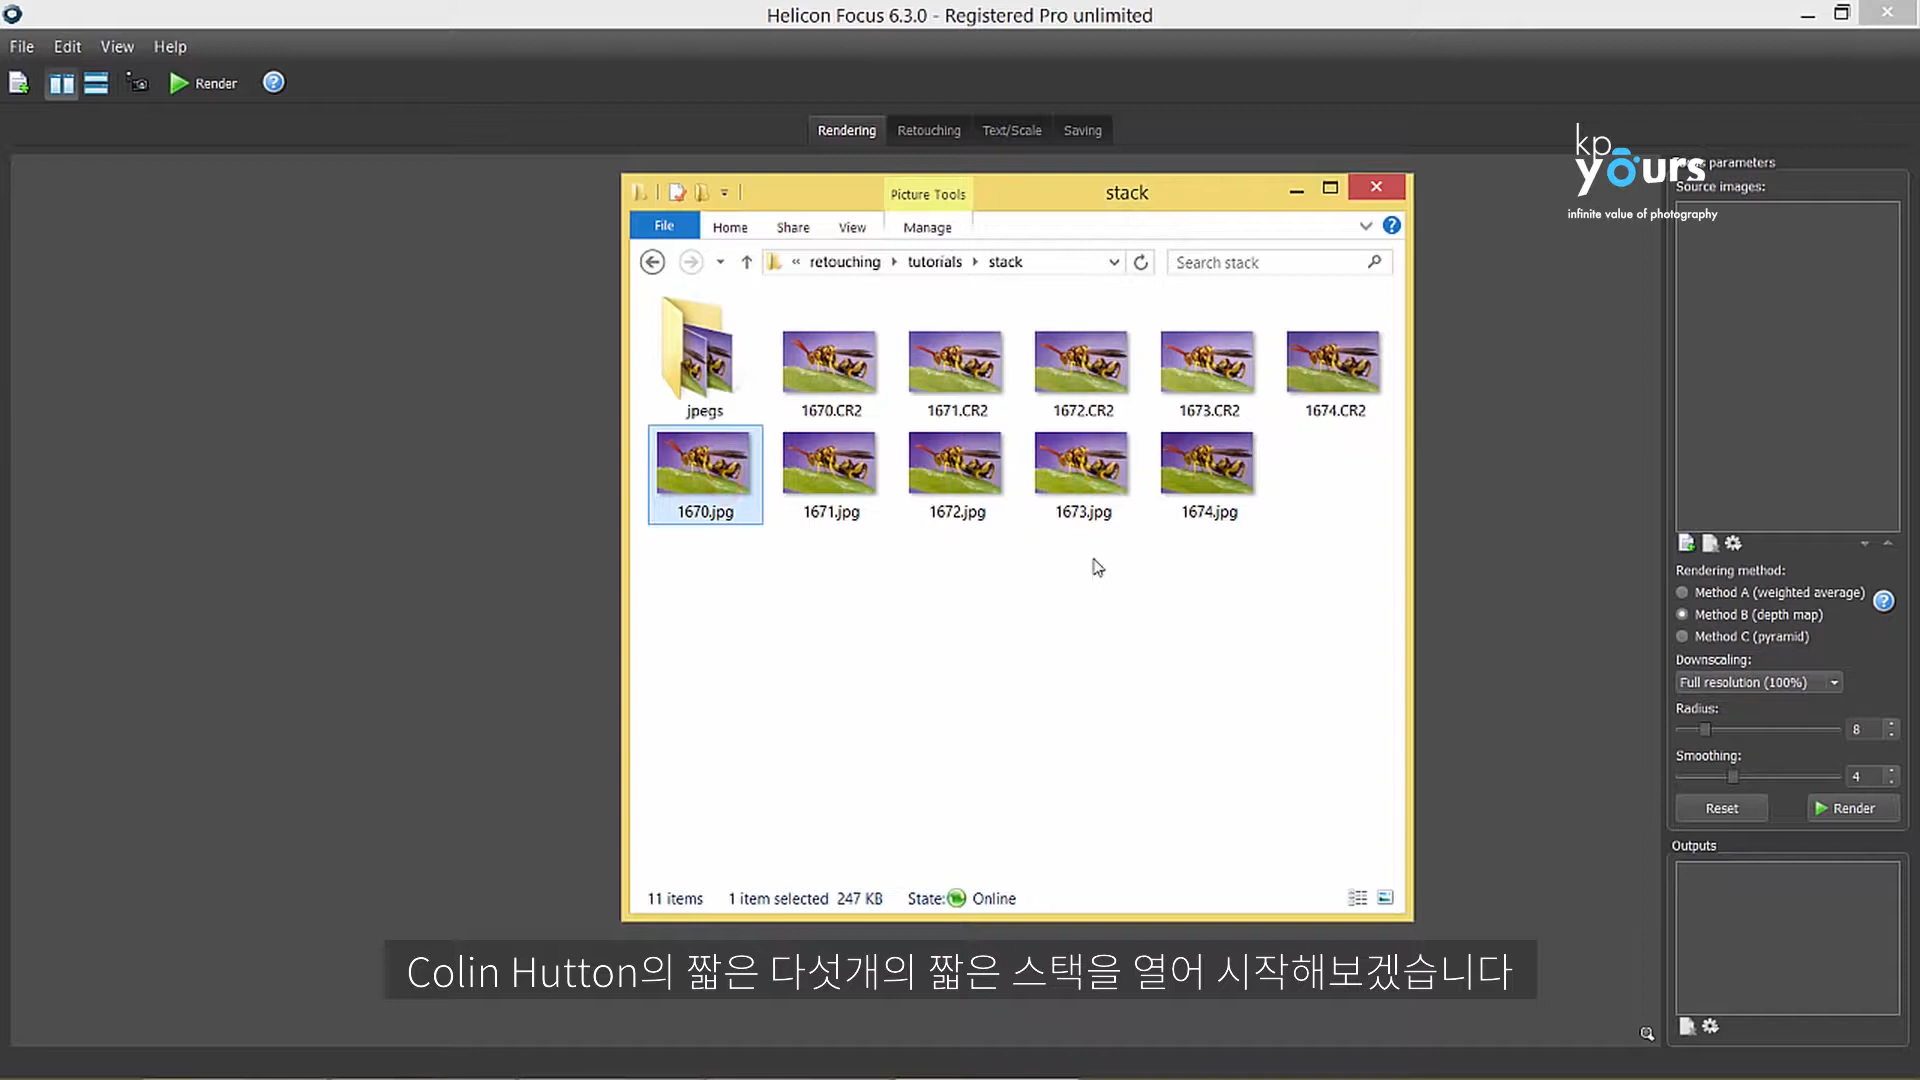 Helicon Focus 6.3.0 - Registered Pro unlimited
File Edit View Help
Render
Rendering Retouching Text/Scale Saving
kp
yours
infinite value of photography
parameters
Source images:
Picture Tools
stack
File Home Share View Manage
« retouching tutorials stack
Search stack
jpegs 1670.CR2 1671.CR2 1672.CR2 1673.CR2 1674.CR2
1670.jpg 1671.jpg 1672.jpg 1673.jpg 1674.jpg
Rendering method:
Method A (weighted average)
Method B (depth map)
Method C (pyramid)
Downscaling:
Full resolution (100%)
Radius:
8
Smoothing:
4
Reset Render
Outputs
11 items 1 item selected 247 KB State: Online
Colin Hutton의 짧은 다섯개의 짧은 스택을 열어 시작해보겠습니다